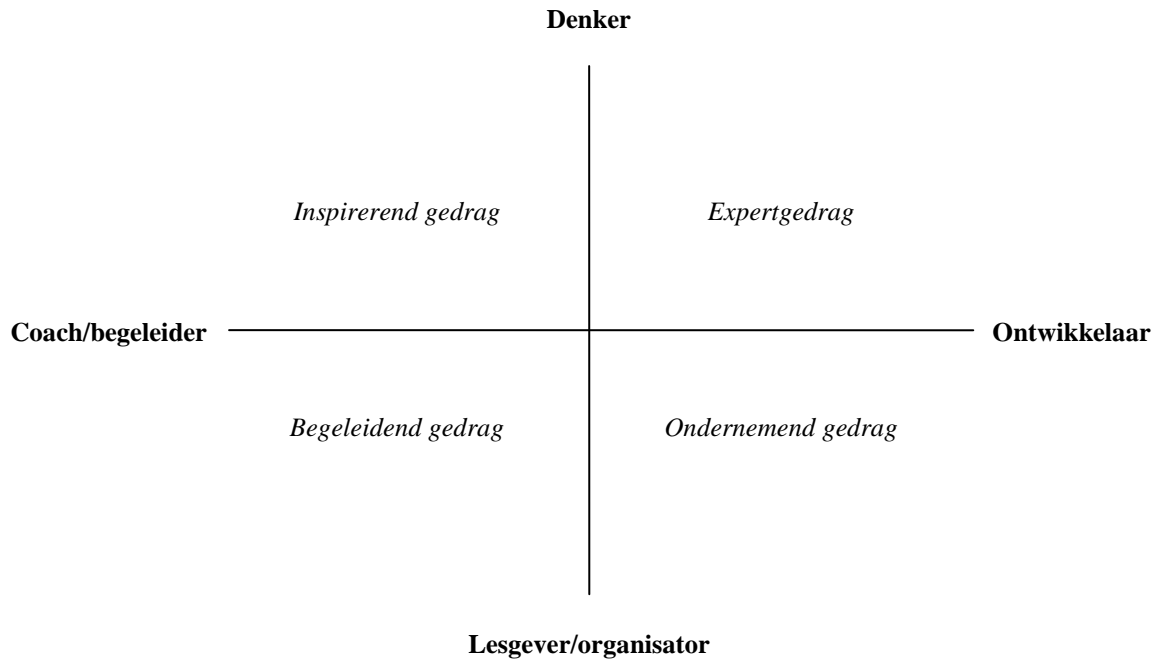 Denker
Inspirerend gedrag
Expertgedrag
Coach/begeleider
Ontwikkelaar
Begeleidend gedrag
Ondernemend gedrag
Lesgever/organisator